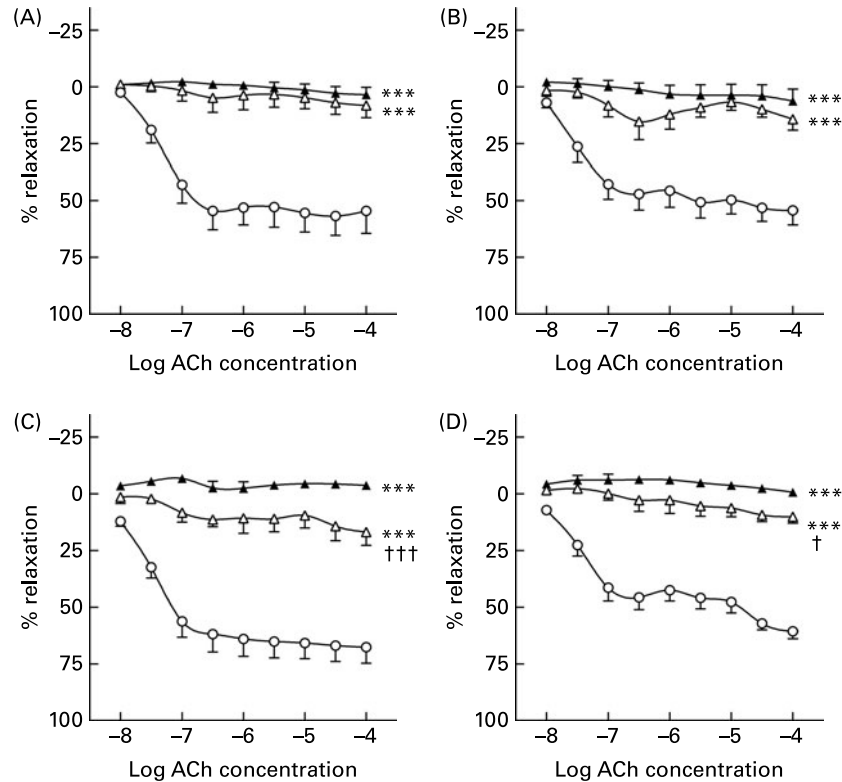 (A)
% relaxation
–25
0
25
50
75
100
***
***
–8 –7 –6 –5 –4
Log ACh concentration
(B)
% relaxation
–25
0
25
50
75
100
***
***
–8 –7 –6 –5 –4
Log ACh concentration
(C)
% relaxation
–25
0
25
50
75
100
***
***
†††
–8 –7 –6 –5 –4
Log ACh concentration
(D)
% relaxation
–25
0
25
50
75
100
***
***
†
–8 –7 –6 –5 –4
Log ACh concentration